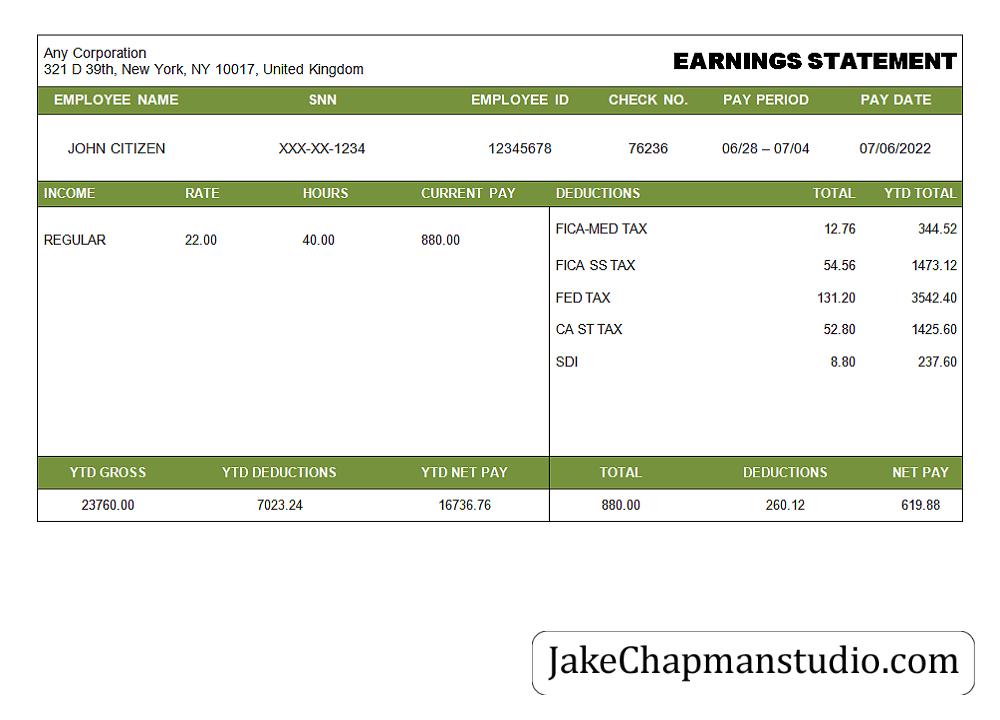 Any Corporation
321 D 39th, New York, NY 10017, United Kingdom
EARNINGS STATEMENT
EMPLOYEE NAME SNN EMPLOYEE ID CHECK NO. PAY PERIOD PAY DATE
JOHN CITIZEN XXX-XX-1234 12345678 76236 06/28 – 07/04 07/06/2022
INCOME RATE HOURS CURRENT PAY DEDUCTIONS TOTAL YTD TOTAL
REGULAR 22.00 40.00 880.00
FICA-MED TAX 12.76 344.52
FICA SS TAX 54.56 1473.12
FED TAX 131.20 3542.40
CA ST TAX 52.80 1425.60
SDI 8.80 237.60
YTD GROSS YTD DEDUCTIONS YTD NET PAY TOTAL DEDUCTIONS NET PAY
23760.00 7023.24 16736.76 880.00 260.12 619.88
JakeChapmanstudio.com